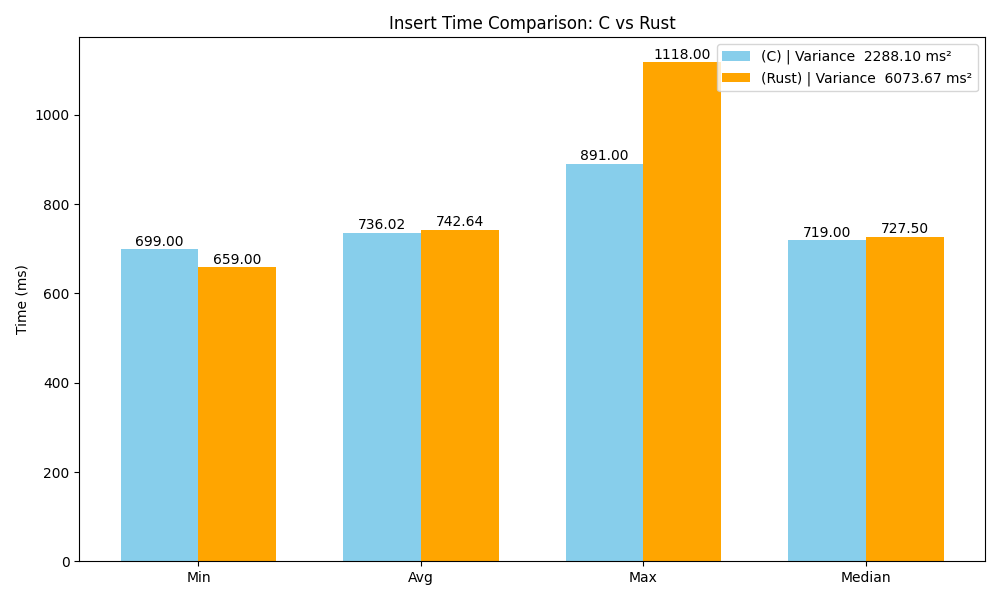 Insert Time Comparison: C vs Rust
(C) | Variance  2288.10 ms²
(Rust) | Variance  6073.67 ms²
Time (ms)
1000
800
600
400
200
0
699.00
659.00
736.02
742.64
891.00
1118.00
719.00
727.50
Min
Avg
Max
Median